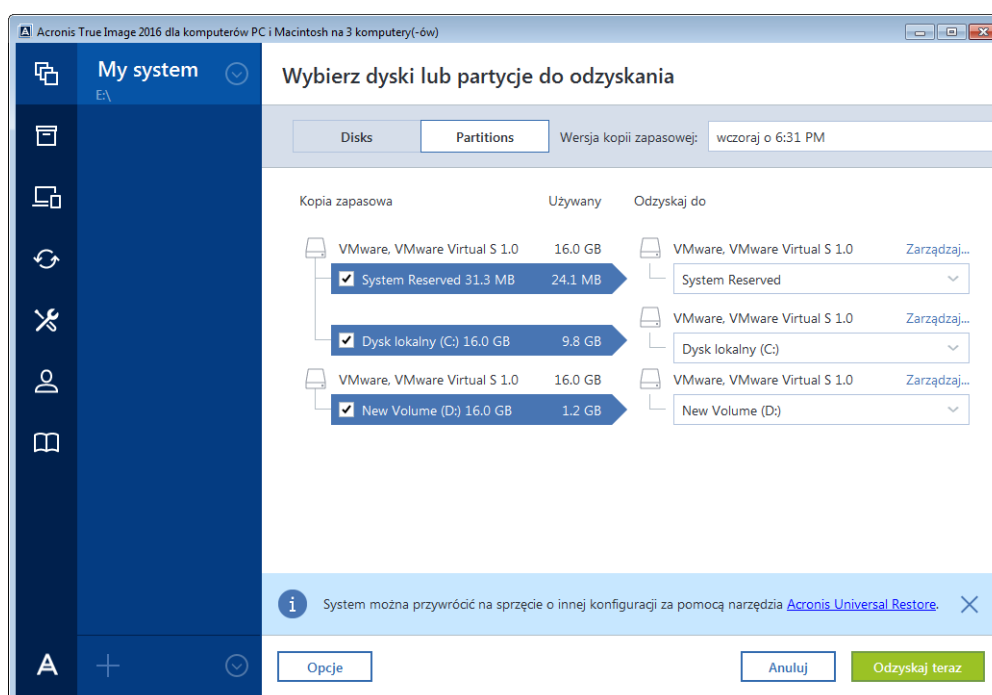 Acronis True Image 2016 dla komputerów PC i Macintosh na 3 komputery(-ów)
My system
E:\
Wybierz dyski lub partycje do odzyskania
Disks Partitions Wersja kopii zapasowej: wczoraj o 6:31 PM
Kopia zapasowa Używany Odzyskaj do
VMware, VMware Virtual S 1.0 16.0 GB VMware, VMware Virtual S 1.0 Zarządzaj...
System Reserved 31.3 MB 24.1 MB System Reserved
VMware, VMware Virtual S 1.0 Zarządzaj...
Dysk lokalny (C:) 16.0 GB 9.8 GB Dysk lokalny (C:)
VMware, VMware Virtual S 1.0 16.0 GB VMware, VMware Virtual S 1.0 Zarządzaj...
New Volume (D:) 16.0 GB 1.2 GB New Volume (D:)
System można przywrócić na sprzęcie o innej konfiguracji za pomocą narzędzia Acronis Universal Restore.
Opcje Anuluj Odzyskaj teraz